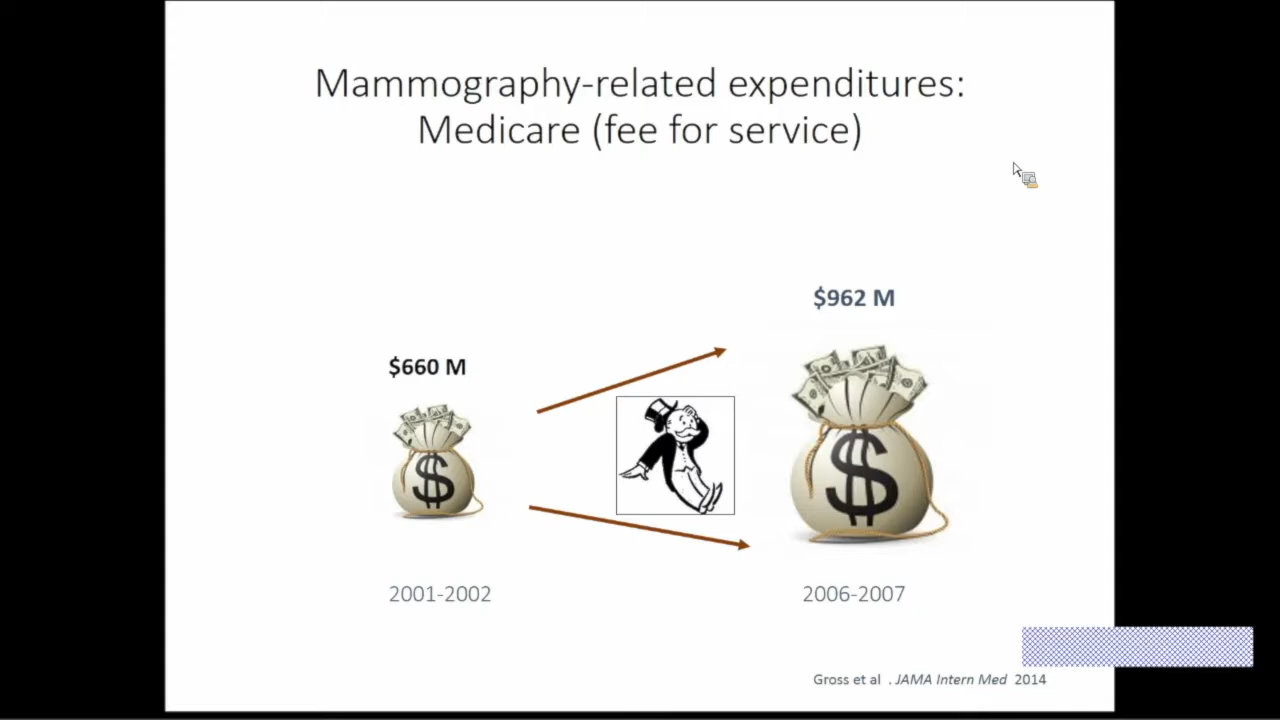 Mammography-related expenditures:
Medicare (fee for service)
$962 M
$660 M
$
$
2001-2002
2006-2007
Gross et al . JAMA Intern Med 2014